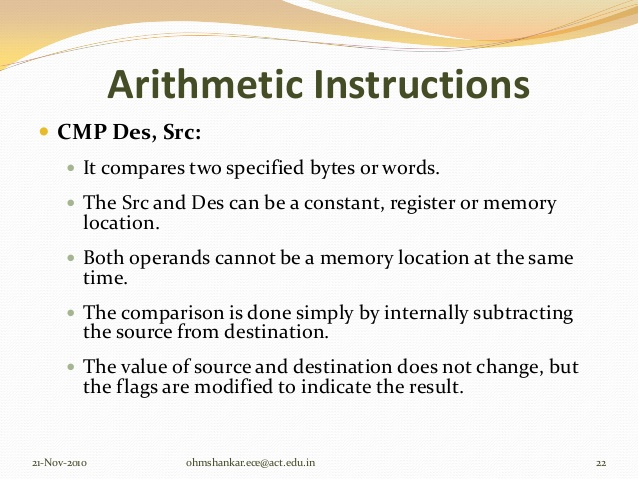 Arithmetic Instructions
CMP Des, Src:
It compares two specified bytes or words.
The Src and Des can be a constant, register or memory
location.
Both operands cannot be a memory location at the same
time.
The comparison is done simply by internally subtracting
the source from destination.
The value of source and destination does not change, but
the flags are modified to indicate the result.
21-Nov-2010 ohmshankar.ece@act.edu.in 22